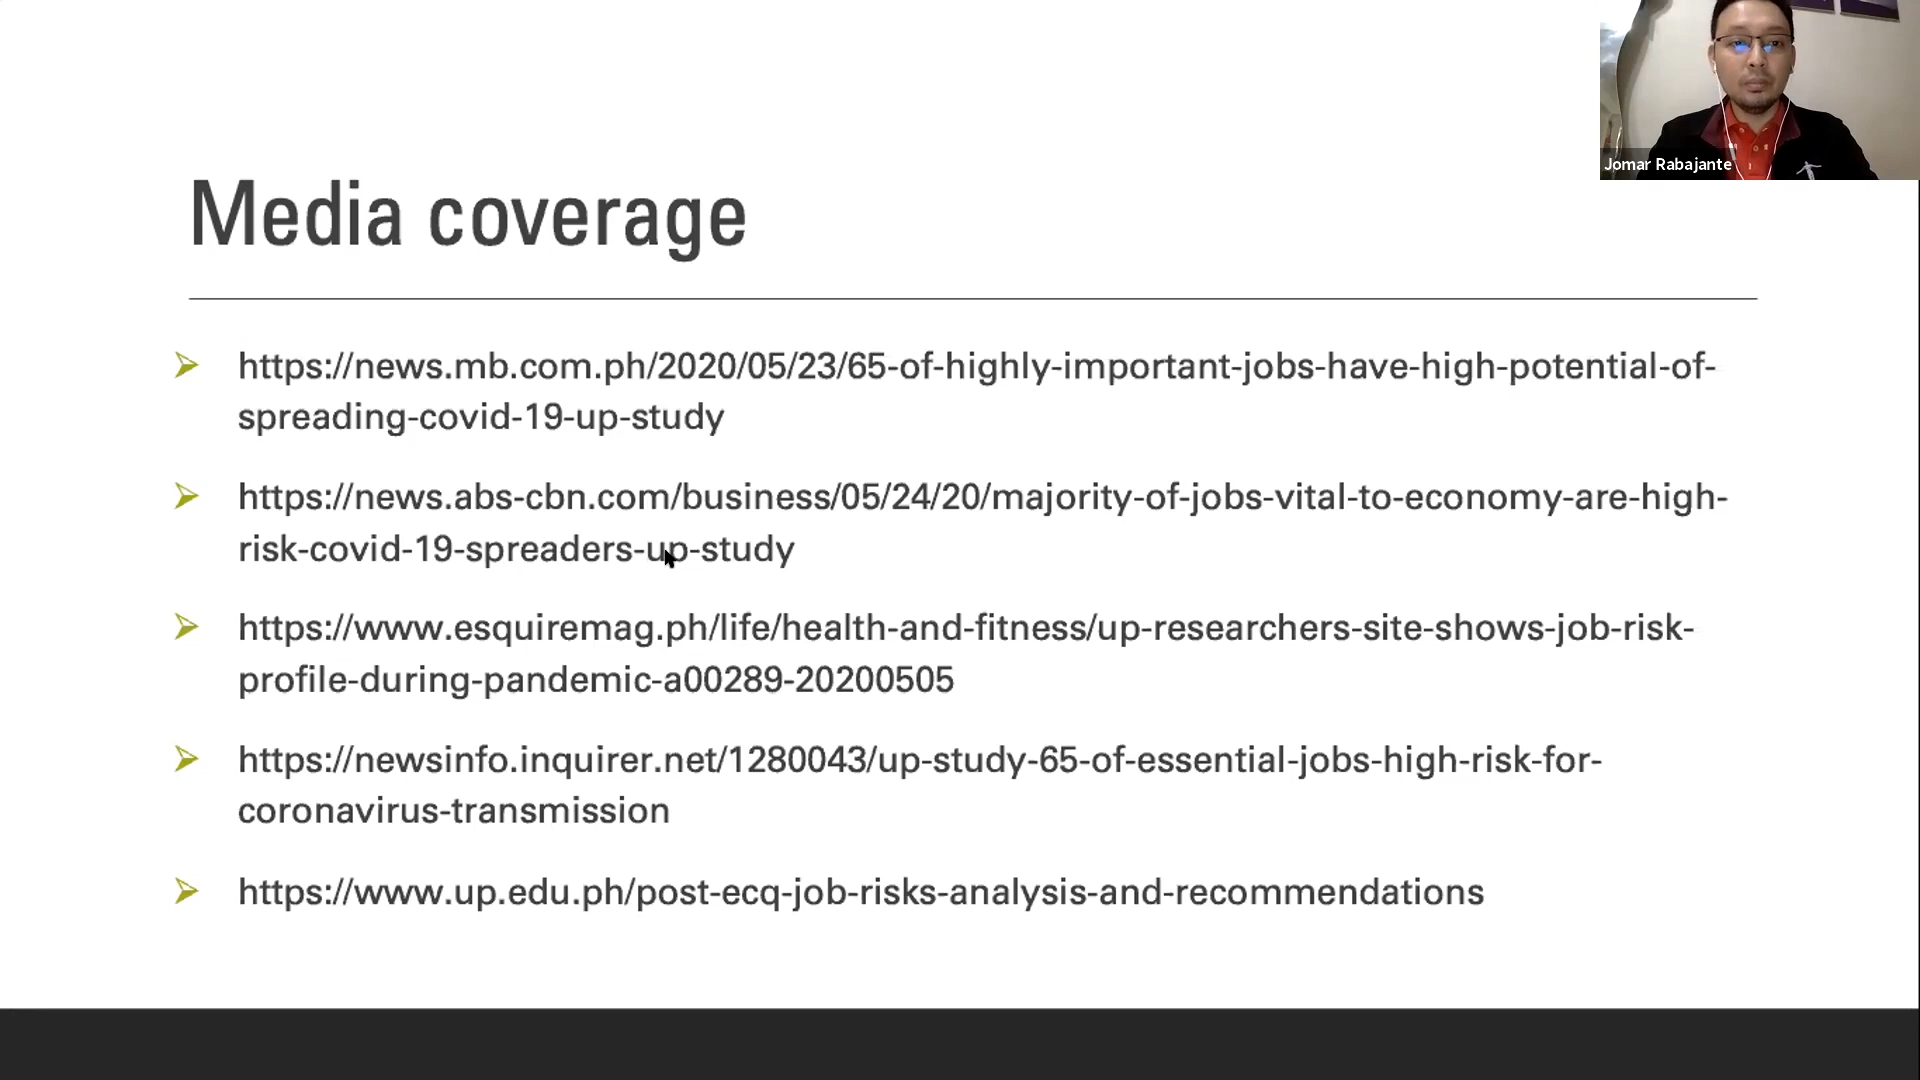 Jomar Rabajante
Media coverage
https://news.mb.com.ph/2020/05/23/65-of-highly-important-jobs-have-high-potential-of-
spreading-covid-19-up-study
https://news.abs-cbn.com/business/05/24/20/majority-of-jobs-vital-to-economy-are-high-
risk-covid-19-spreaders-up-study
https://www.esquiremag.ph/life/health-and-fitness/up-researchers-site-shows-job-risk-
profile-during-pandemic-a00289-20200505
https://newsinfo.inquirer.net/1280043/up-study-65-of-essential-jobs-high-risk-for-
coronavirus-transmission
https://www.up.edu.ph/post-ecq-job-risks-analysis-and-recommendations